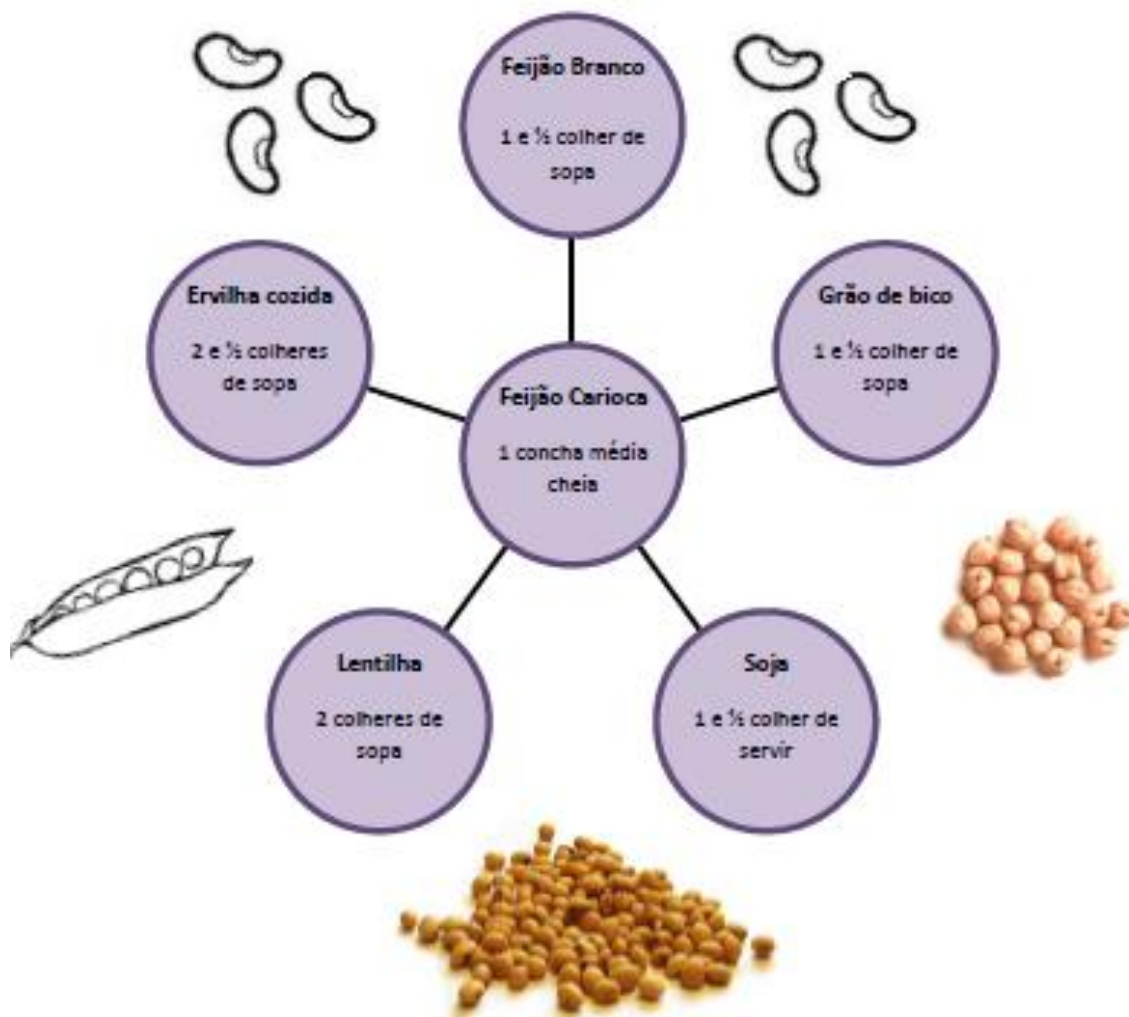 Feijão Branco
1 e ½ colher de
sopa
Ervilha cozida
2 e ½ colheres
de sopa
Grão de bico
1 e ½ colher de
sopa
Feijão Carioca
1 concha média
cheia
Lentilha
2 colheres de
sopa
Soja
1 e ½ colher de
servir